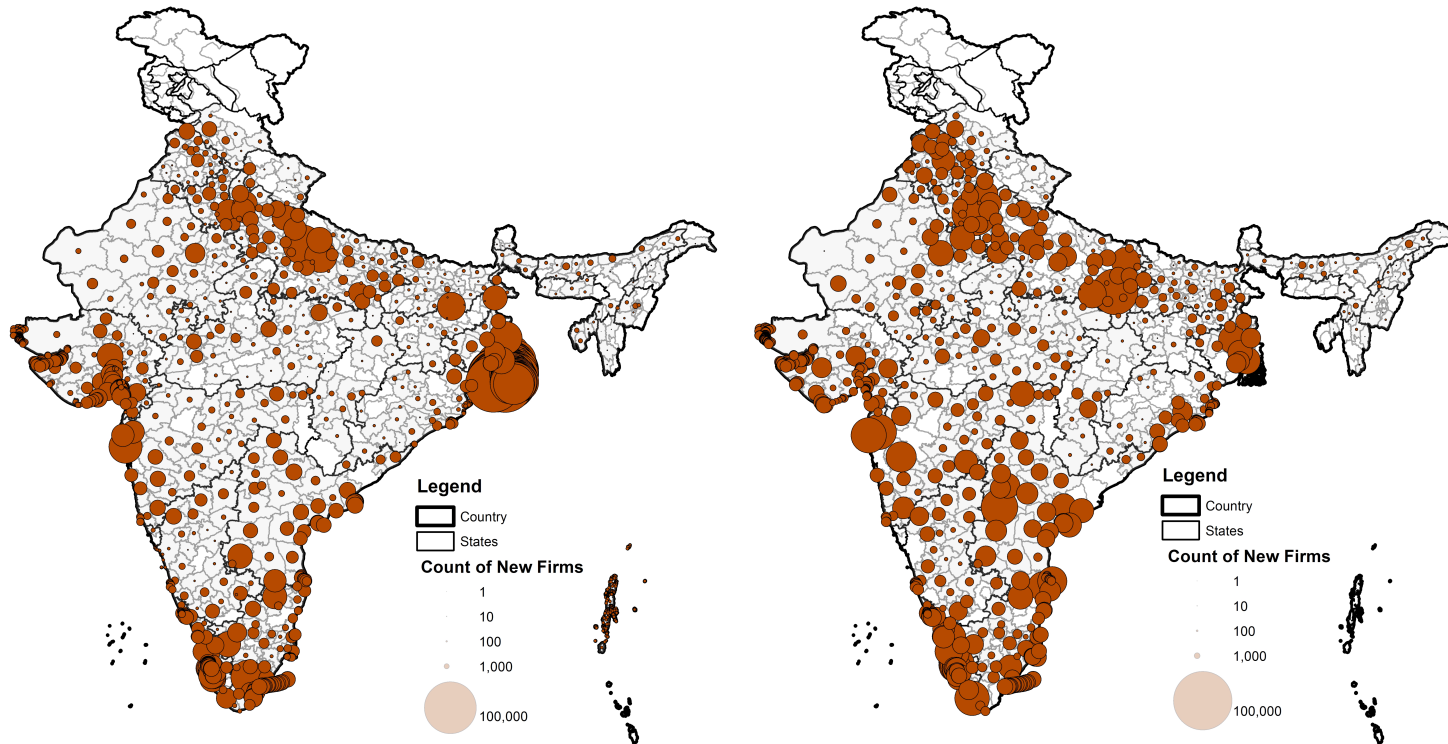 Legend
Country
States
Count of New Firms
1
10
100
1,000
100,000
Legend
Country
States
Count of New Firms
1
10
100
1,000
100,000